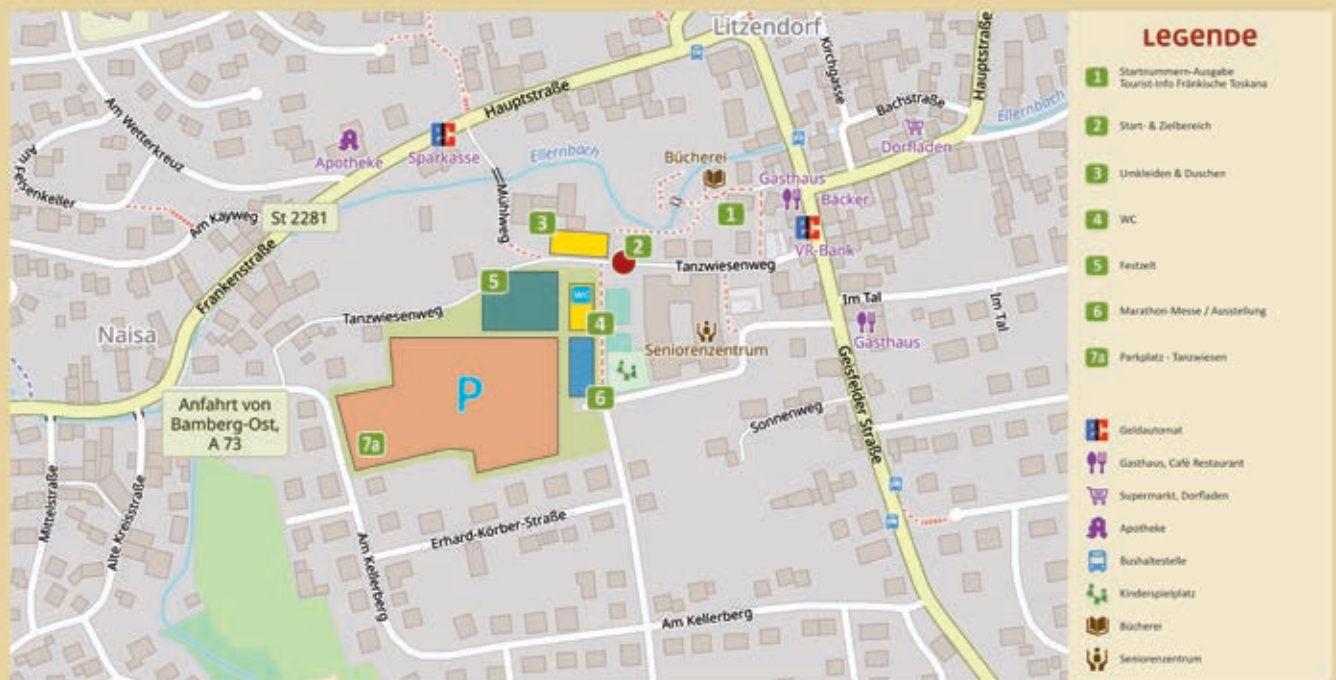 Litzendorf
Hauptstraße
Kirchgasse
Bachstraße
Hauptstraße
Ellernbach
Am Wetterkreuz
Apotheke
Sparkasse
Ellernbach
Bücherei
Dorfladen
Am Felsenkeller
Gasthaus
Bäcker
Am Kayweg
St 2281
Mühlweg
3
1
2
VR-Bank
Frankenstraße
Tanzwiesenweg
5
WC
Im Tal
Im Tal
Naisa
Tanzwiesenweg
4
Seniorenzentrum
Gasthaus
Geisfelder Straße
P
6
Anfahrt von
Bamberg-Ost,
A 73
7a
Sonnenweg
Mittelstraße
Alte Kreisstraße
Erhard-Körber-Straße
Am Kellerberg
Am Kellerberg
LEGENDE
1 Startnummern-Ausgabe
Tourist-Info Fränkische Toskana
2 Start- & Zielbereich
3 Umkleiden & Duschen
4 WC
5 Festzelt
6 Marathon-Messe / Ausstellung
7a Parkplatz - Tanzwiesen
Geldautomat
Gasthaus, Café Restaurant
Supermarkt, Dorfladen
Apotheke
Bushaltestelle
Kinderspielplatz
Bücherei
Seniorenzentrum